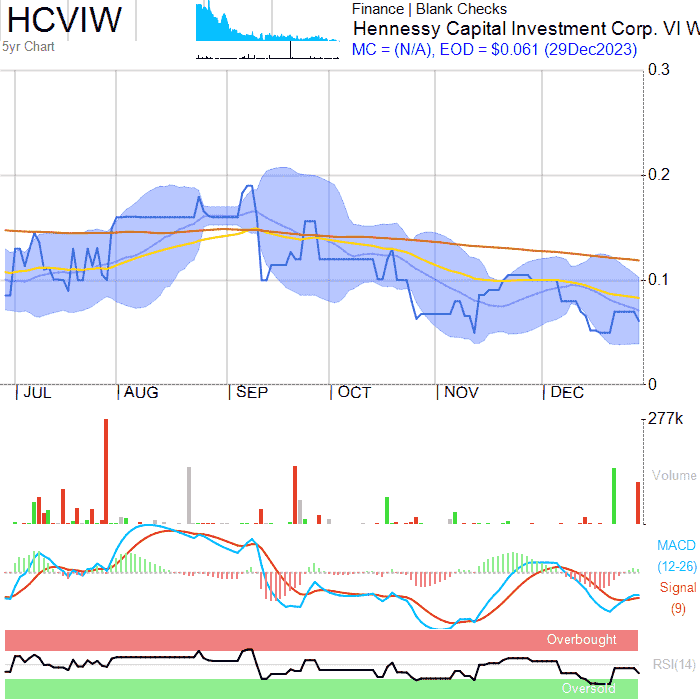 HCVIW
5yr Chart
Finance | Blank Checks
Hennessy Capital Investment Corp. VI W
MC = (N/A), EOD = $0.061 (29Dec2023)
0.3
0.2
0.1
0
JUL AUG SEP OCT NOV DEC
277k
Volume
MACD
(12-26)
Signal
(9)
Overbought
RSI(14)
Oversold